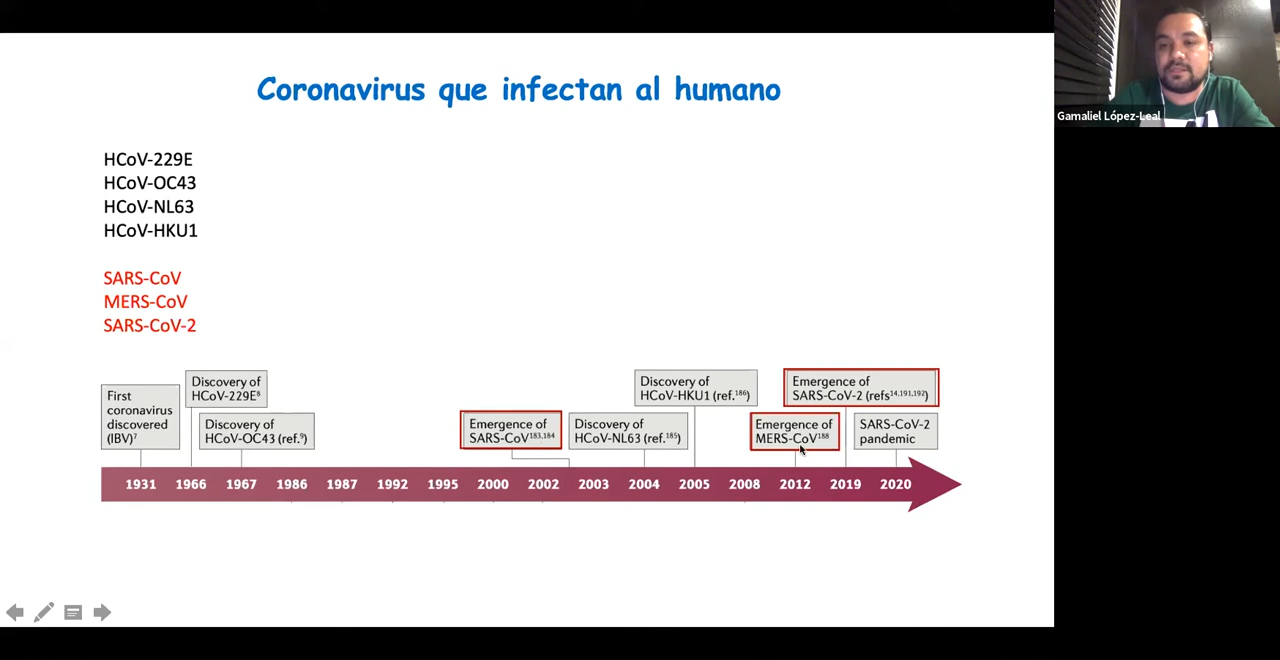 Coronavirus que infectan al humano
Gamaliel López-Leal
HCoV-229E
HCoV-OC43
HCoV-NL63
HCoV-HKU1
SARS-CoV
MERS-CoV
SARS-CoV-2
First
coronavirus
discovered
(IBV)⁷
Discovery of
HCoV-229E⁸
Discovery of
HCoV-OC43 (ref.⁹)
Emergence of
SARS-CoV¹⁸³,¹⁸⁴
Discovery of
HCoV-NL63 (ref.¹⁸⁵)
Discovery of
HCoV-HKU1 (ref.¹⁸⁶)
Emergence of
MERS-CoV¹⁸⁸
Emergence of
SARS-CoV-2 (refs¹⁴,¹⁹¹,¹⁹²)
SARS-CoV-2
pandemic
1931 1966 1967 1986 1987 1992 1995 2000 2002 2003 2004 2005 2008 2012 2019 2020